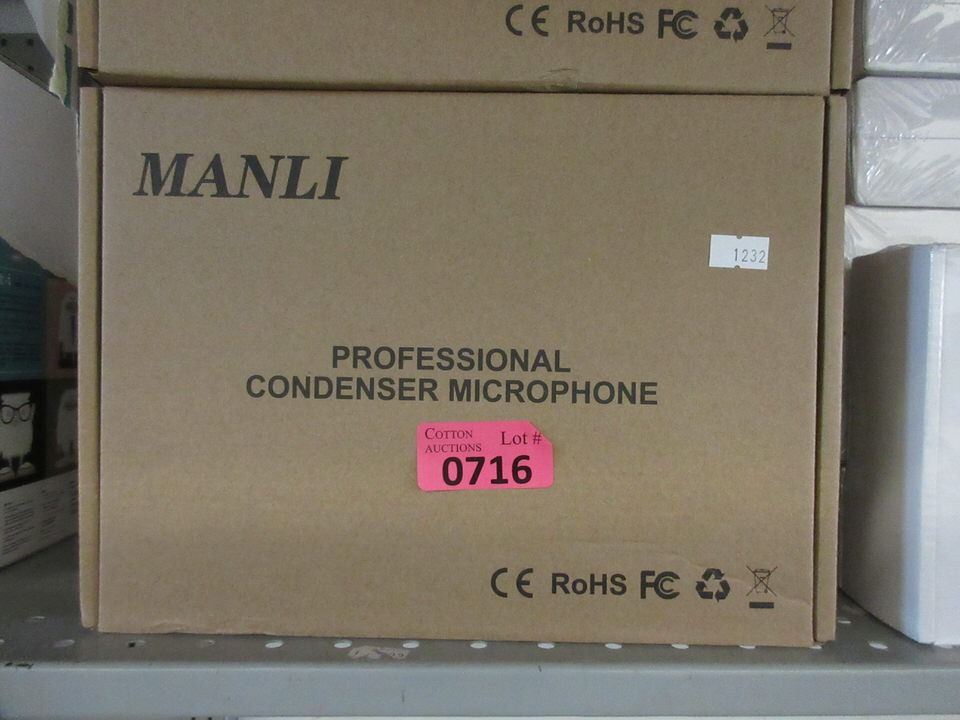 CE RoHS FC
MANLI
1232
PROFESSIONAL
CONDENSER MICROPHONE
COTTON
AUCTIONS
Lot #
0716
CE RoHS FC